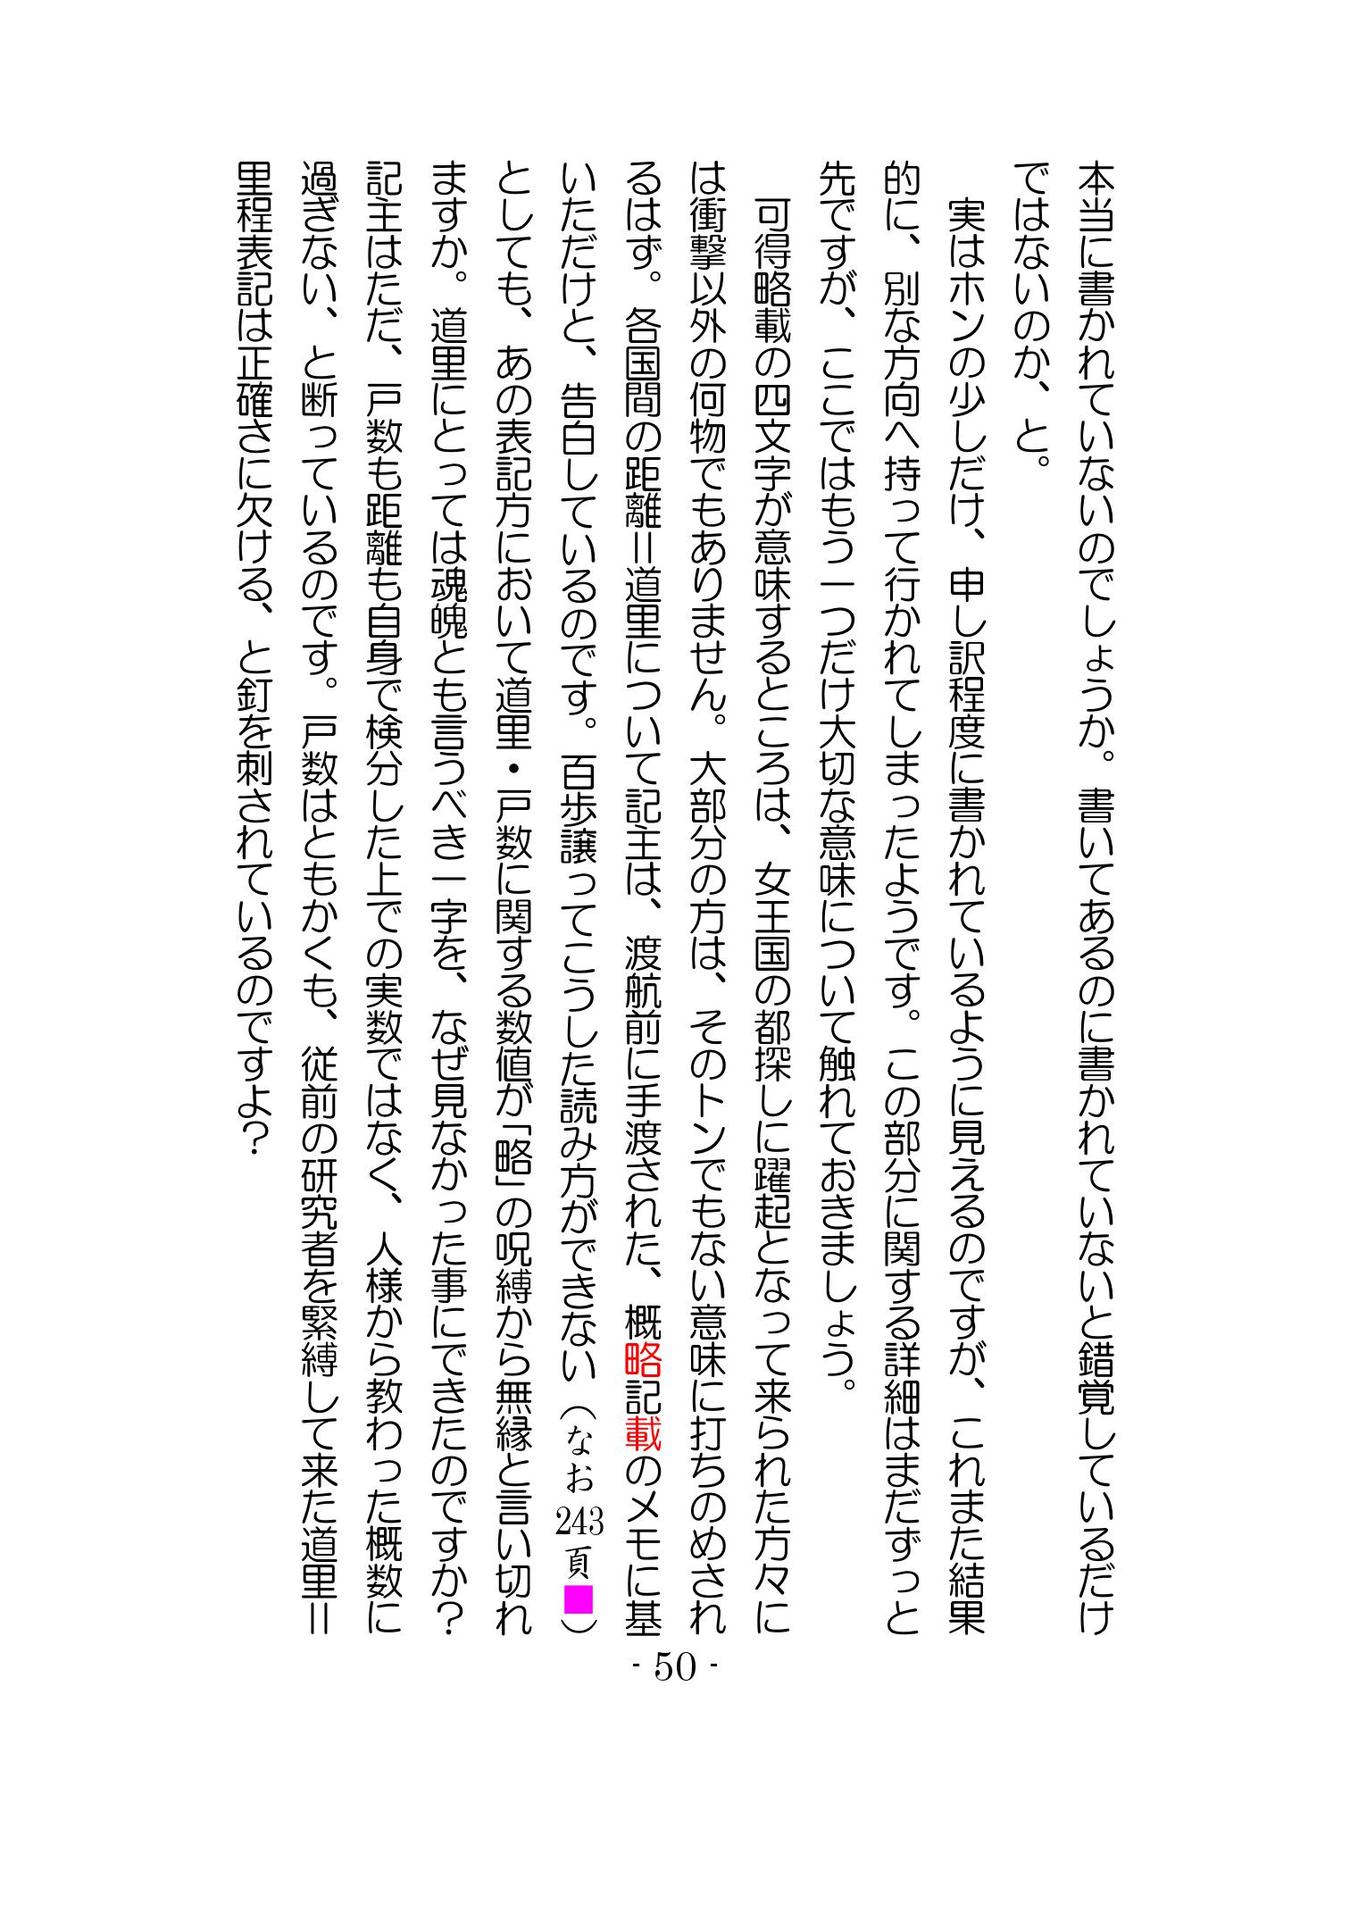 本当に書かれていないのでしょうか。書いてあるのに書かれていないと錯覚しているだけ
ではないのか、と。
　実はホンの少しだけ、申し訳程度に書かれているように見えるのですが、これまた結果
的に、別な方向へ持って行かれてしまったようです。この部分に関する詳細はまだずっと
先ですが、ここではもう一つだけ大切な意味について触れておきましょう。
　可得略載の四文字が意味するところは、女王国の都探しに躍起となって来られた方々に
は衝撃以外の何物でもありません。大部分の方は、そのトンでもない意味に打ちのめされ
るはず。各国間の距離＝道里について記主は、渡航前に手渡された、概略記載のメモに基
いただけと、告白しているのです。百歩譲ってこうした読み方ができない（なお243頁■）
としても、あの表記方において道里・戸数に関する数値が「略」の呪縛から無縁と言い切れ
ますか。道里にとっては魂魄とも言うべき一字を、なぜ見なかった事にできたのですか？
記主はただ、戸数も距離も自身で検分した上での実数ではなく、人様から教わった概数に
過ぎない、と断っているのです。戸数はともかくも、従前の研究者を緊縛して来た道里＝
里程表記は正確さに欠ける、と釘を刺されているのですよ？
- 50 -